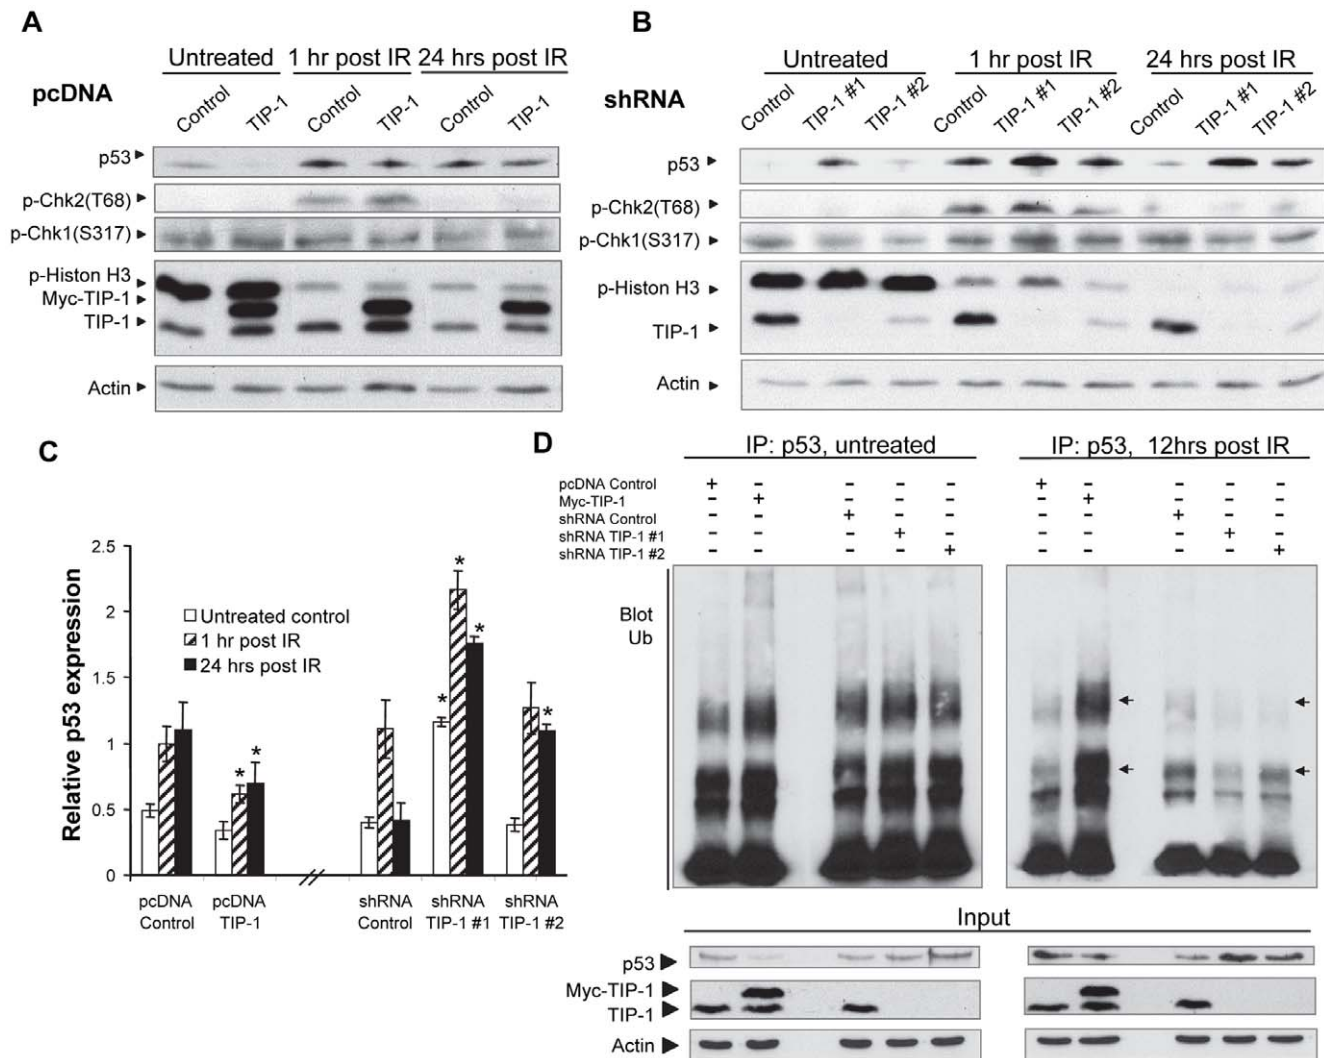 A
Untreated 1 hr post IR 24 hrs post IR
pcDNA
Control TIP-1 Control TIP-1 Control TIP-1
p53
p-Chk2(T68)
p-Chk1(S317)
p-Histon H3
Myc-TIP-1
TIP-1
Actin
B
Untreated 1 hr post IR 24 hrs post IR
shRNA
Control TIP-1 #1 TIP-1 #2 Control TIP-1 #1 TIP-1 #2 Control TIP-1 #1 TIP-1 #2
p53
p-Chk2(T68)
p-Chk1(S317)
p-Histon H3
TIP-1
Actin
C
Relative p53 expression
2.5
2
1.5
1
0.5
0
Untreated control
1 hr post IR
24 hrs post IR
* * * * * *
pcDNA Control
pcDNA TIP-1
shRNA Control
shRNA TIP-1 #1
shRNA TIP-1 #2
D
IP: p53, untreated IP: p53, 12hrs post IR
pcDNA Control + - - - - + - - - -
Myc-TIP-1 - + - - - - + - - -
shRNA Control - - + - - - - + - -
shRNA TIP-1 #1 - - - + - - - - + -
shRNA TIP-1 #2 - - - - + - - - - +
Blot
Ub
Input
p53
Myc-TIP-1
TIP-1
Actin